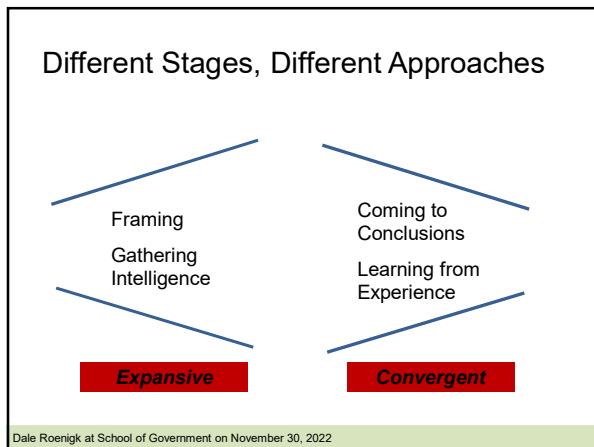 Different Stages, Different Approaches
Framing
Gathering
Intelligence
Coming to
Conclusions
Learning from
Experience
Expansive
Convergent
Dale Roenigk at School of Government on November 30, 2022